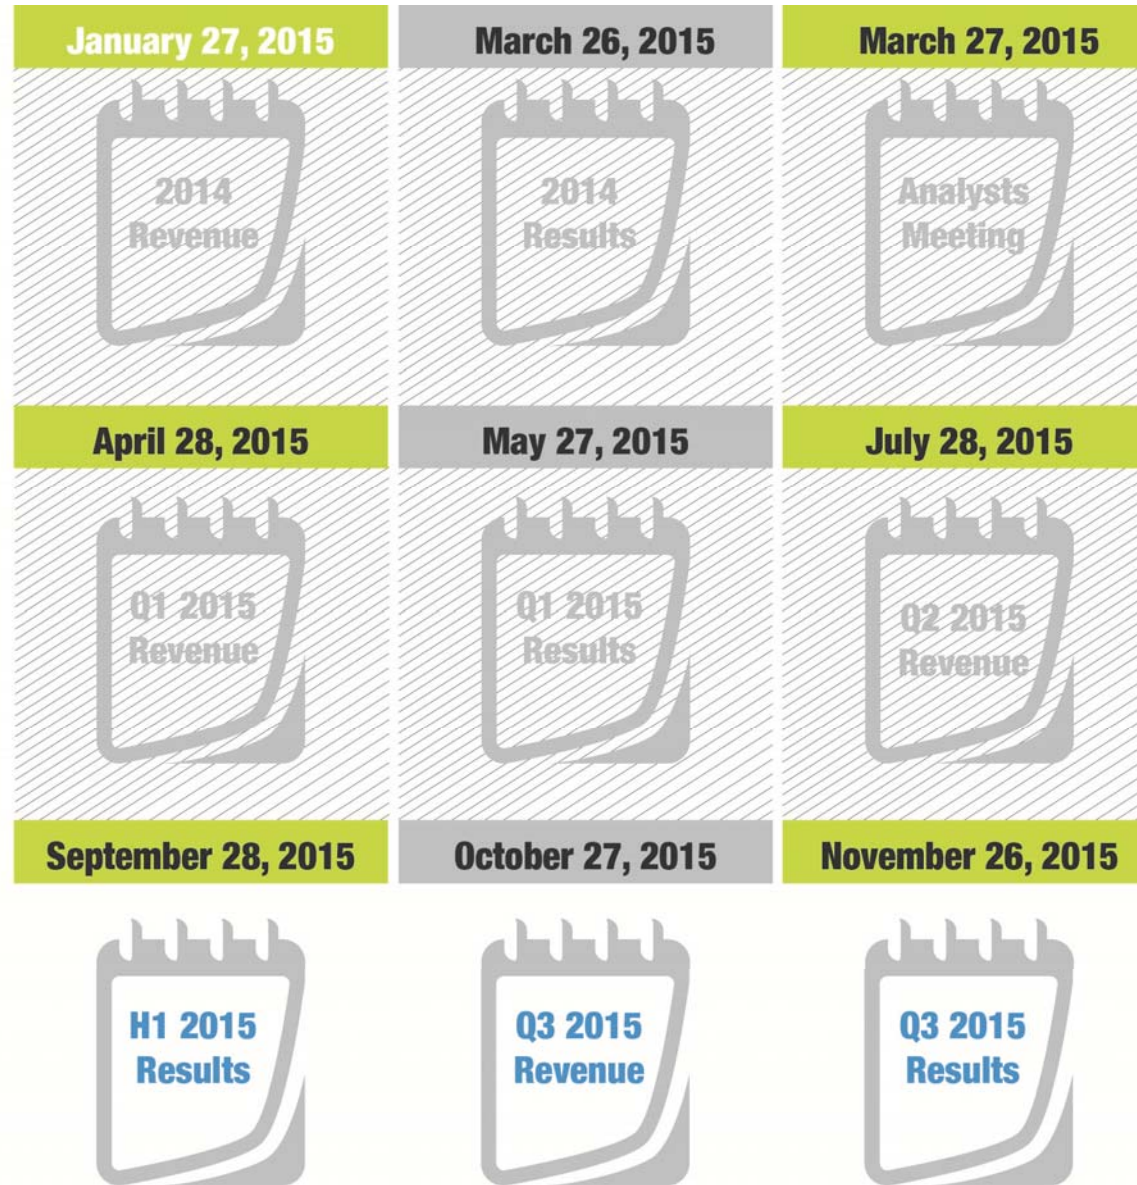 January 27, 2015
March 26, 2015
March 27, 2015
2014
Revenue
2014
Results
Analysts
Meeting
April 28, 2015
May 27, 2015
July 28, 2015
Q1 2015
Revenue
Q1 2015
Results
Q2 2015
Revenue
September 28, 2015
October 27, 2015
November 26, 2015
H1 2015
Results
Q3 2015
Revenue
Q3 2015
Results